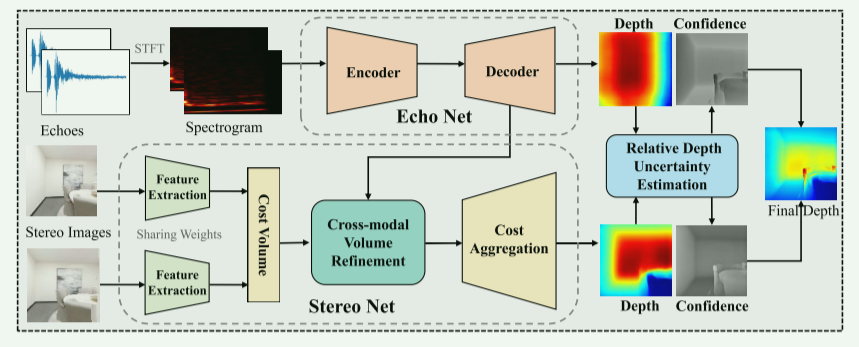 Depth
Confidence
STFT
Encoder
Decoder
Echo Net
Echoes
Spectrogram
Relative Depth
Uncertainty
Estimation
Feature
Extraction
Cost Volume
Stereo Images
Sharing Weights
Cross-modal
Volume
Refinement
Cost
Aggregation
Final Depth
Feature
Extraction
Stereo Net
Depth
Confidence